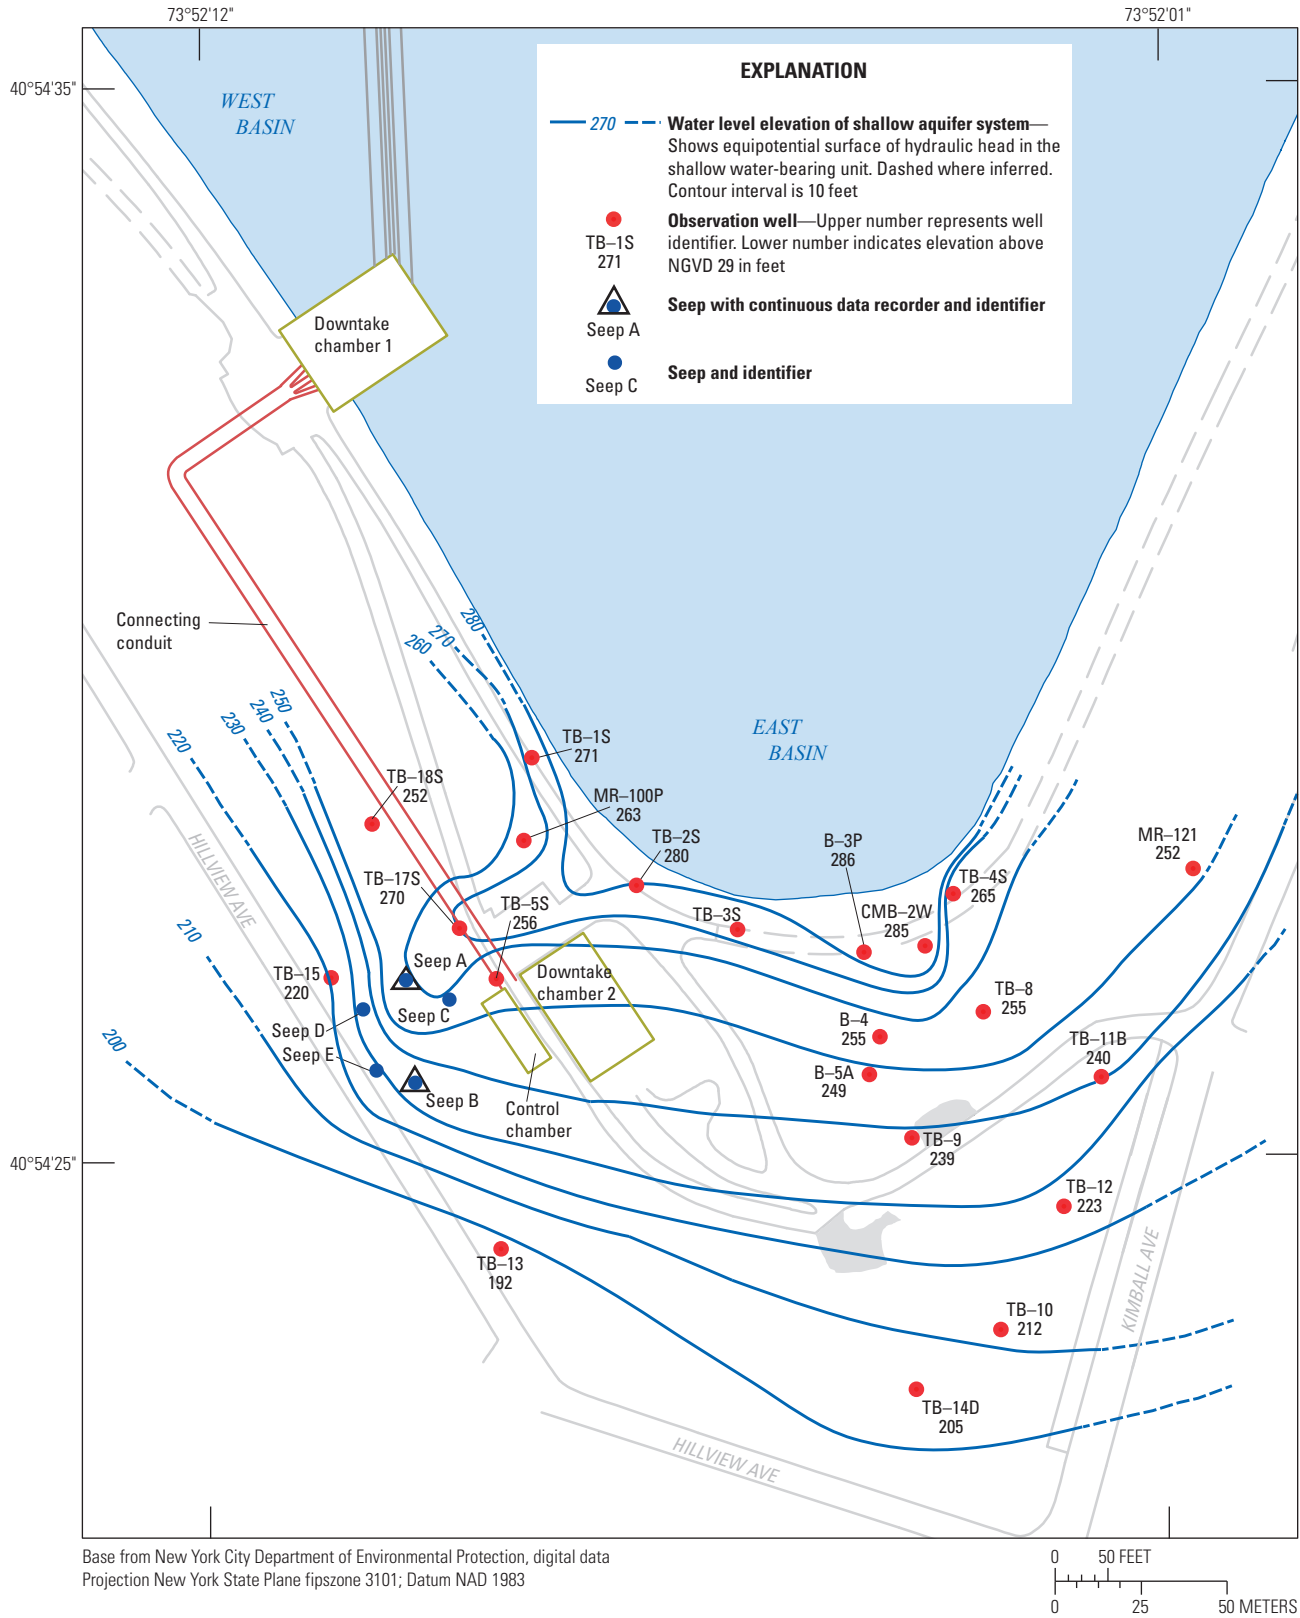 73°52'12"
73°52'01"
40°54'35"
WEST
BASIN
EXPLANATION
270
Water level elevation of shallow aquifer system—
Shows equipotential surface of hydraulic head in the
shallow water-bearing unit. Dashed where inferred.
Contour interval is 10 feet
TB–1S
271
Observation well—Upper number represents well
identifier. Lower number indicates elevation above
NGVD 29 in feet
Seep A
Seep with continuous data recorder and identifier
Seep C
Seep and identifier
Downtake
chamber 1
Connecting
conduit
280
270
260
250
240
230
220
210
200
EAST
BASIN
TB–1S
271
TB–18S
252
MR–100P
263
TB–2S
280
B–3P
286
MR–121
252
TB–17S
270
TB–5S
256
TB–3S
CMB–2W
285
TB–4S
265
HILLVIEW AVE
TB–15
220
Seep A
Seep C
Downtake
chamber 2
TB–8
255
B–4
255
Seep D
Seep E
TB–11B
240
B–5A
249
Seep B
Control
chamber
TB–9
239
40°54'25"
TB–12
223
TB–13
192
TB–10
212
KIMBALL AVE
TB–14D
205
HILLVIEW AVE
Base from New York City Department of Environmental Protection, digital data
Projection New York State Plane fipszone 3101; Datum NAD 1983
0 50 FEET
0 25 50 METERS